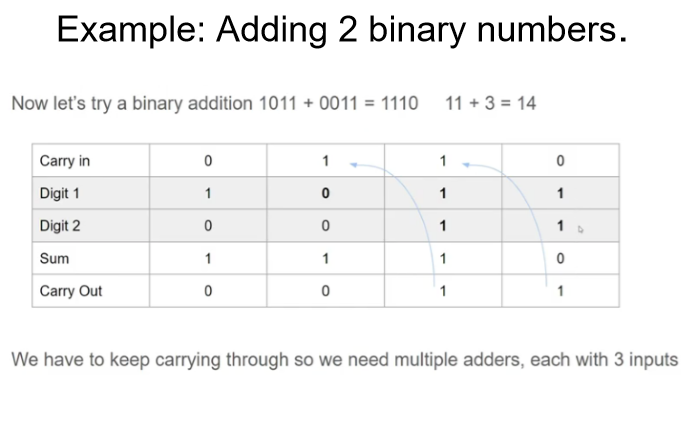 Example: Adding 2 binary numbers.
Now let's try a binary addition 1011 + 0011 = 1110 11 + 3 = 14
Carry in 0 1 1 0
Digit 1 1 0 1 1
Digit 2 0 0 1 1
Sum 1 1 1 0
Carry Out 0 0 1 1
We have to keep carrying through so we need multiple adders, each with 3 inputs